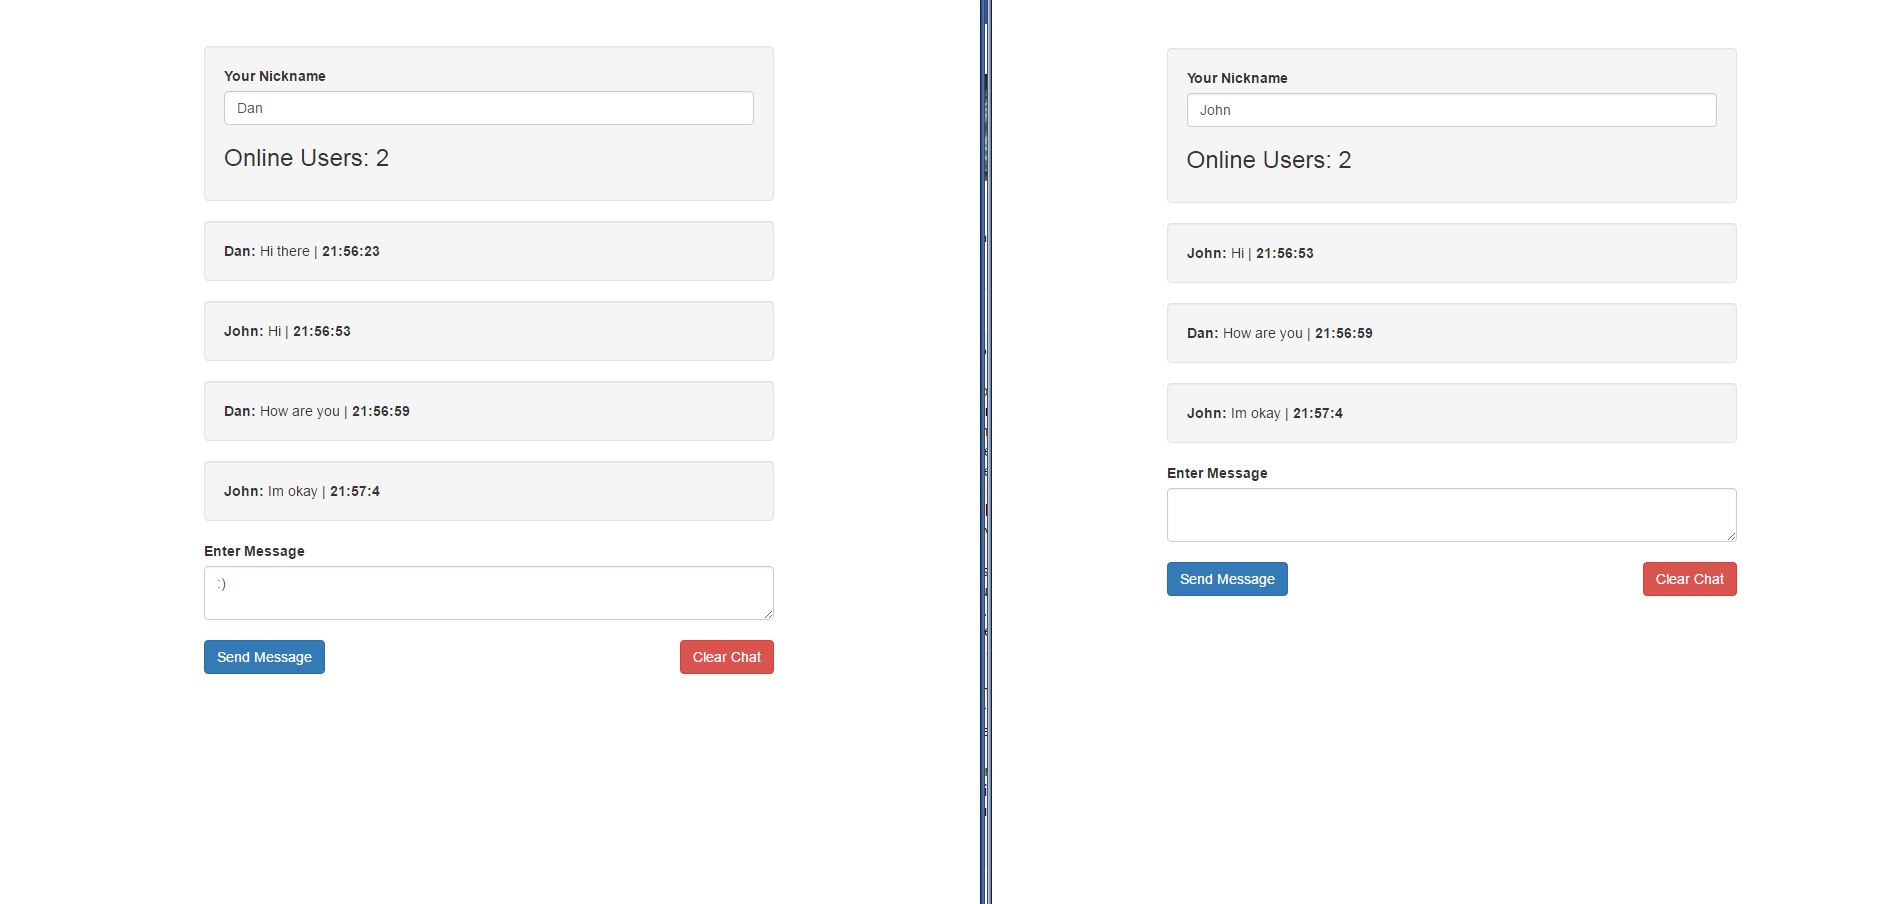 Your Nickname
Dan
Online Users: 2
Dan: Hi there | 21:56:23
John: Hi | 21:56:53
Dan: How are you | 21:56:59
John: Im okay | 21:57:4
Enter Message
:)
Send Message
Clear Chat
Your Nickname
John
Online Users: 2
John: Hi | 21:56:53
Dan: How are you | 21:56:59
John: Im okay | 21:57:4
Enter Message
Send Message
Clear Chat